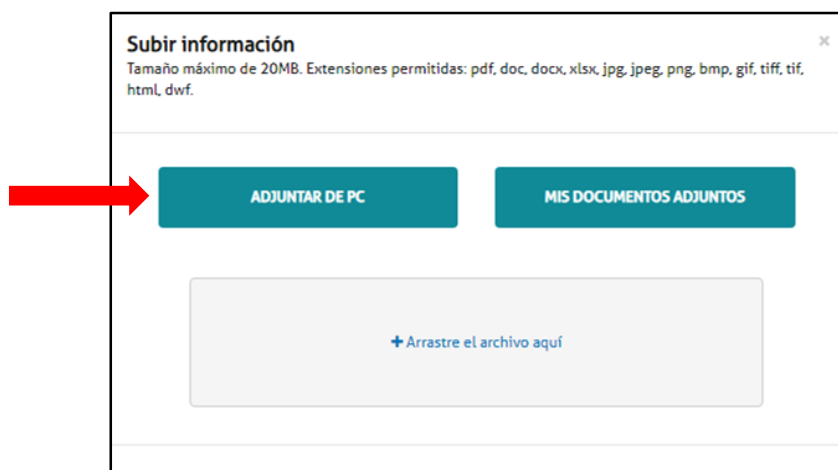 Subir información
×
Tamaño máximo de 20MB. Extensiones permitidas: pdf, doc, docx, xlsx, jpg, jpeg, png, bmp, gif, tiff, tif,
html, dwf.
ADJUNTAR DE PC
MIS DOCUMENTOS ADJUNTOS
+ Arrastre el archivo aquí